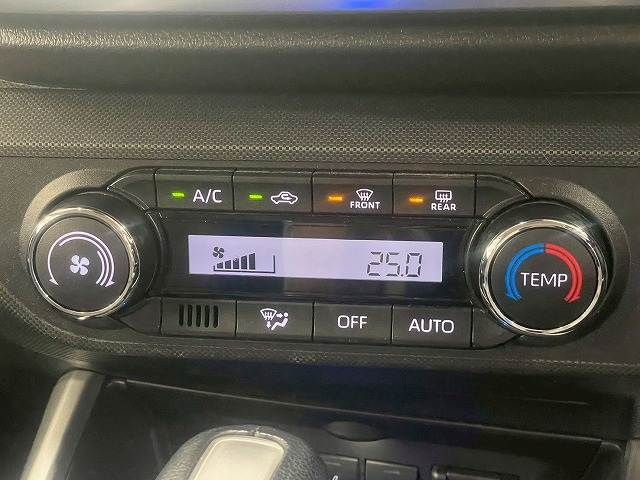 A/C
FRONT
REAR
25.0
TEMP
OFF
AUTO